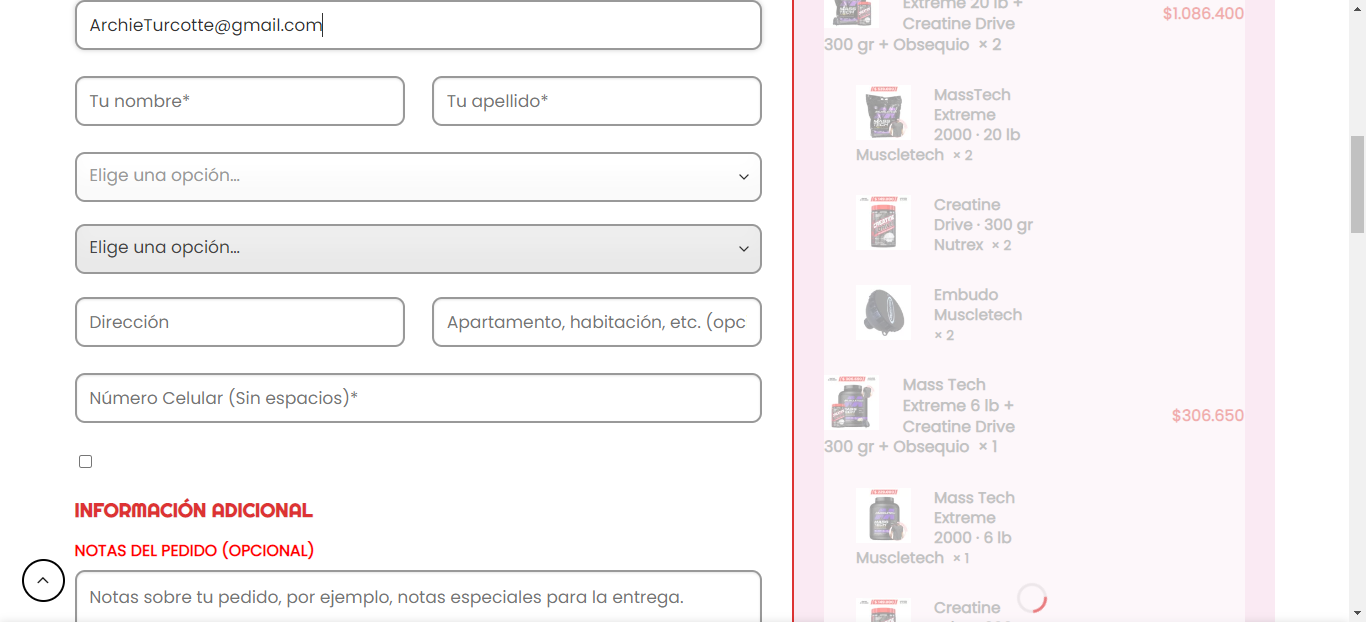 ArchieTurcotte@gmail.com
Tu nombre*
Tu apellido*
Elige una opción...
Elige una opción...
Dirección
Apartamento, habitación, etc. (opc
Número Celular (Sin espacios)*
INFORMACIÓN ADICIONAL
NOTAS DEL PEDIDO (OPCIONAL)
Notas sobre tu pedido, por ejemplo, notas especiales para la entrega.
Extreme 20 lb +
Creatine Drive
300 gr + Obsequio × 2
$1.086.400
MassTech
Extreme
2000 · 20 lb
Muscletech × 2
Creatine
Drive · 300 gr
Nutrex × 2
Embudo
Muscletech
× 2
Mass Tech
Extreme 6 lb +
Creatine Drive
300 gr + Obsequio × 1
$306.650
Mass Tech
Extreme
2000 · 6 lb
Muscletech × 1
Creatine